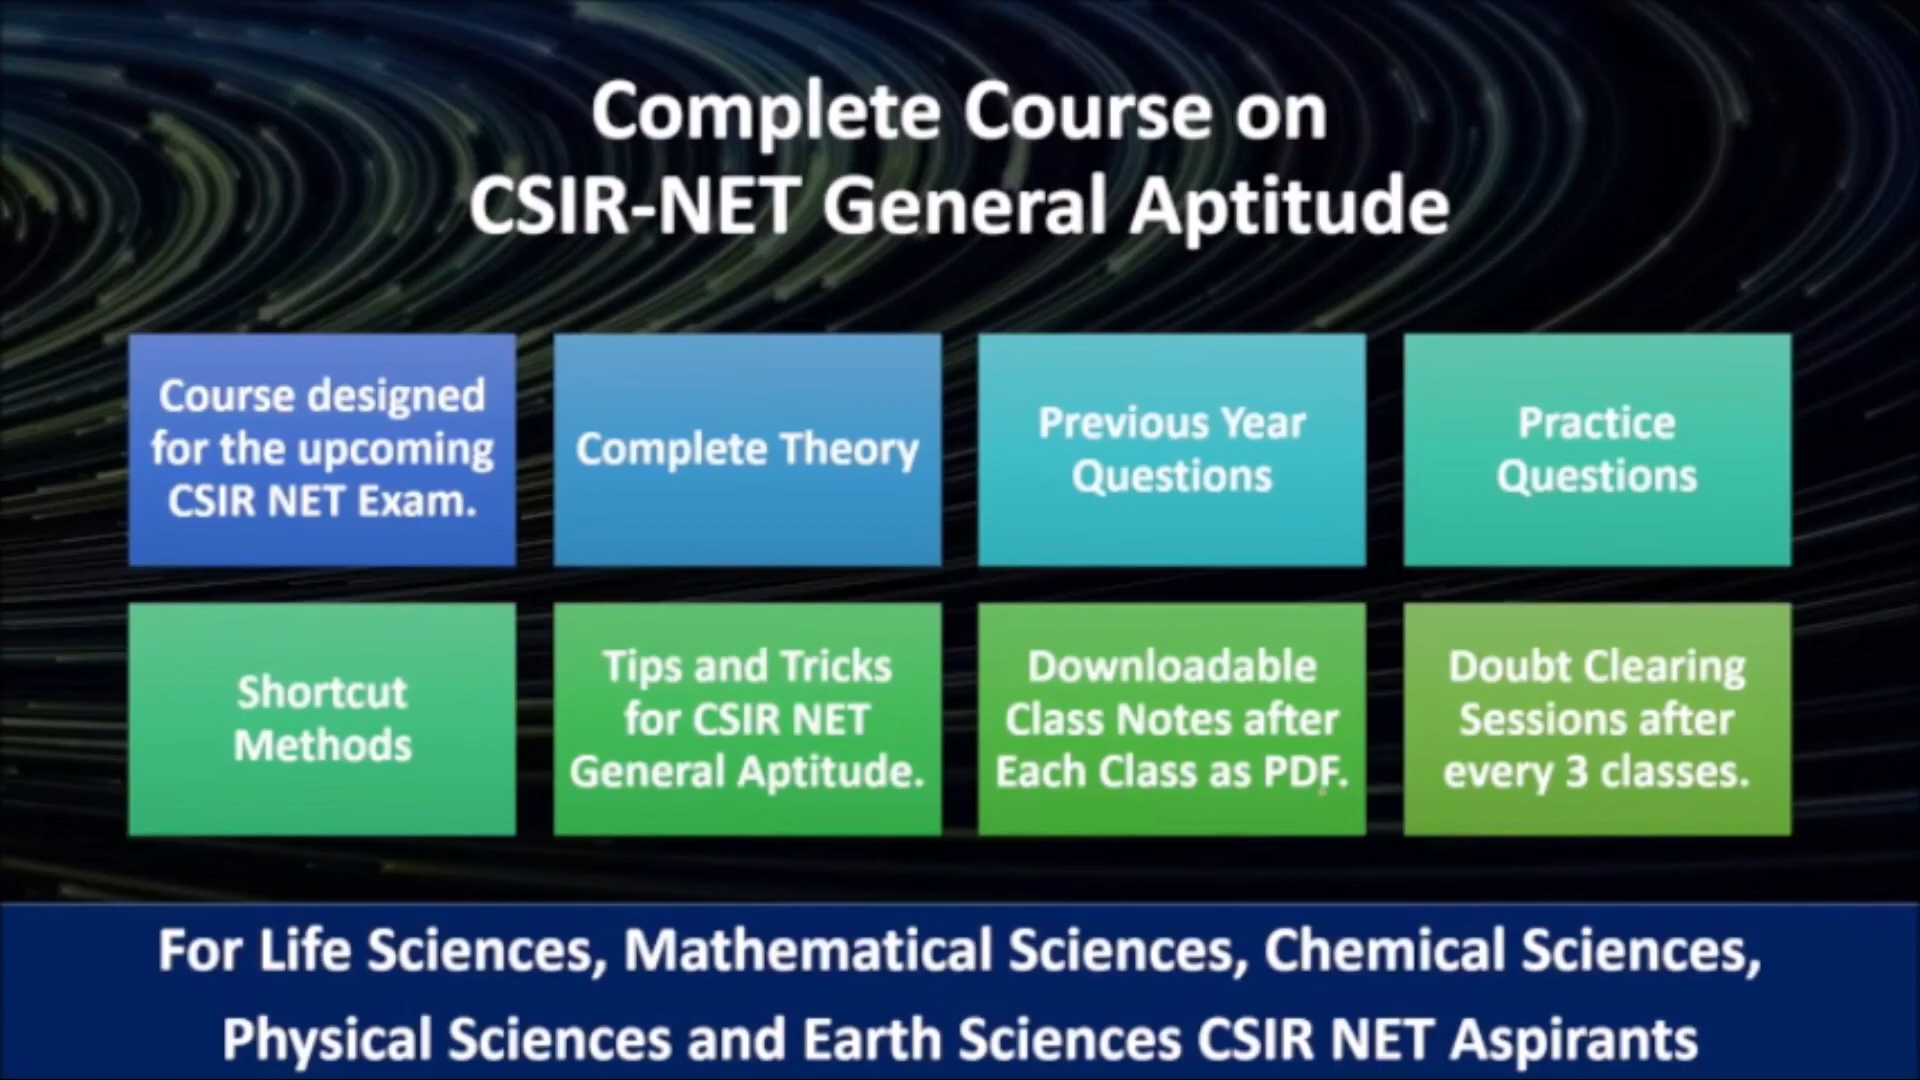 Complete Course on
CSIR-NET General Aptitude
Course designed
for the upcoming
CSIR NET Exam.
Complete Theory
Previous Year
Questions
Practice
Questions
Shortcut
Methods
Tips and Tricks
for CSIR NET
General Aptitude.
Downloadable
Class Notes after
Each Class as PDF.
Doubt Clearing
Sessions after
every 3 classes.
For Life Sciences, Mathematical Sciences, Chemical Sciences,
Physical Sciences and Earth Sciences CSIR NET Aspirants